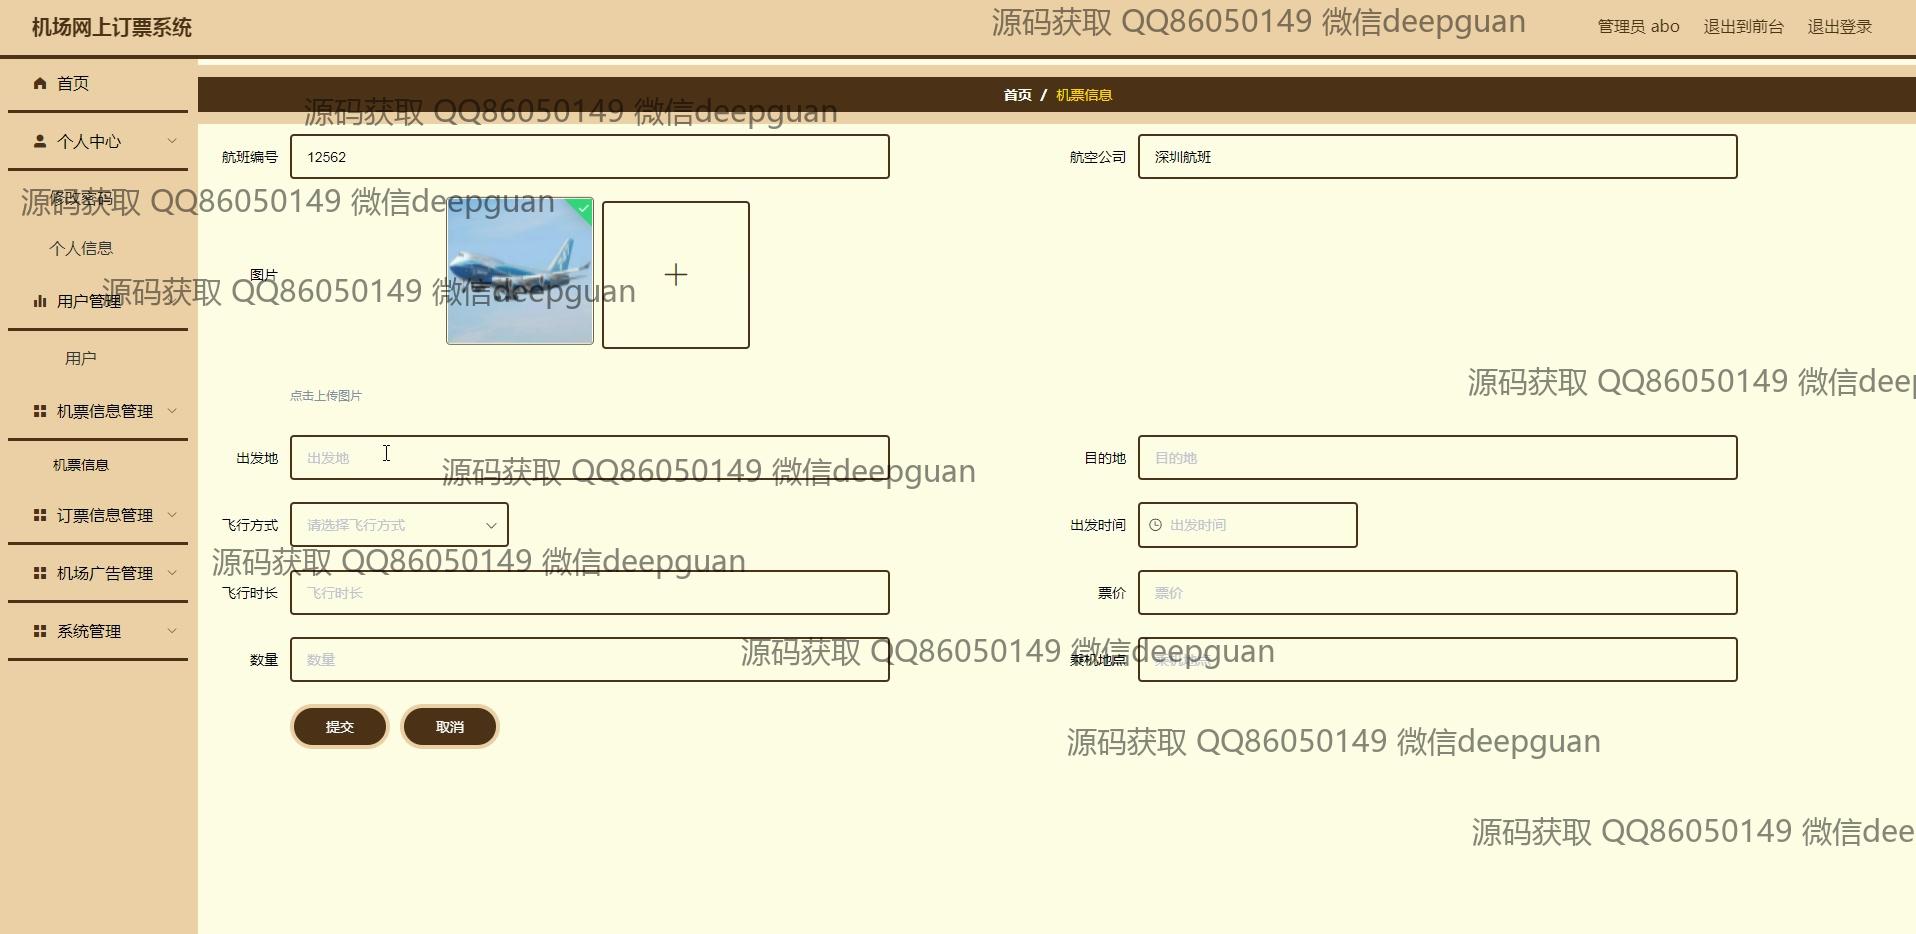 机场网上订票系统
源码获取 QQ86050149 微信deepguan
管理员 abo 退出到前台 退出登录
首页
首页 / 机票信息
源码获取 QQ86050149 微信deepguan
个人中心
航班编号 12562 航空公司 深圳航班
修改密码
源码获取 QQ86050149 微信deepguan
个人信息
图片
源码获取 QQ86050149 微信deepguan
用户管理
用户
源码获取 QQ86050149 微信deep
点击上传图片
机票信息管理
出发地 出发地 目的地 目的地
机票信息
源码获取 QQ86050149 微信deepguan
订票信息管理
飞行方式 请选择飞行方式 出发时间 出发时间
源码获取 QQ86050149 微信deepguan
机场广告管理
飞行时长 飞行时长 票价 票价
系统管理
源码获取 QQ86050149 微信deepguan
数量 数量 乘机地点 乘机地点
提交 取消
源码获取 QQ86050149 微信deepguan
源码获取 QQ86050149 微信dee